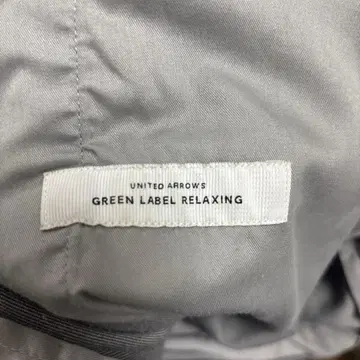 UNITED ARROWS
GREEN LABEL RELAXING